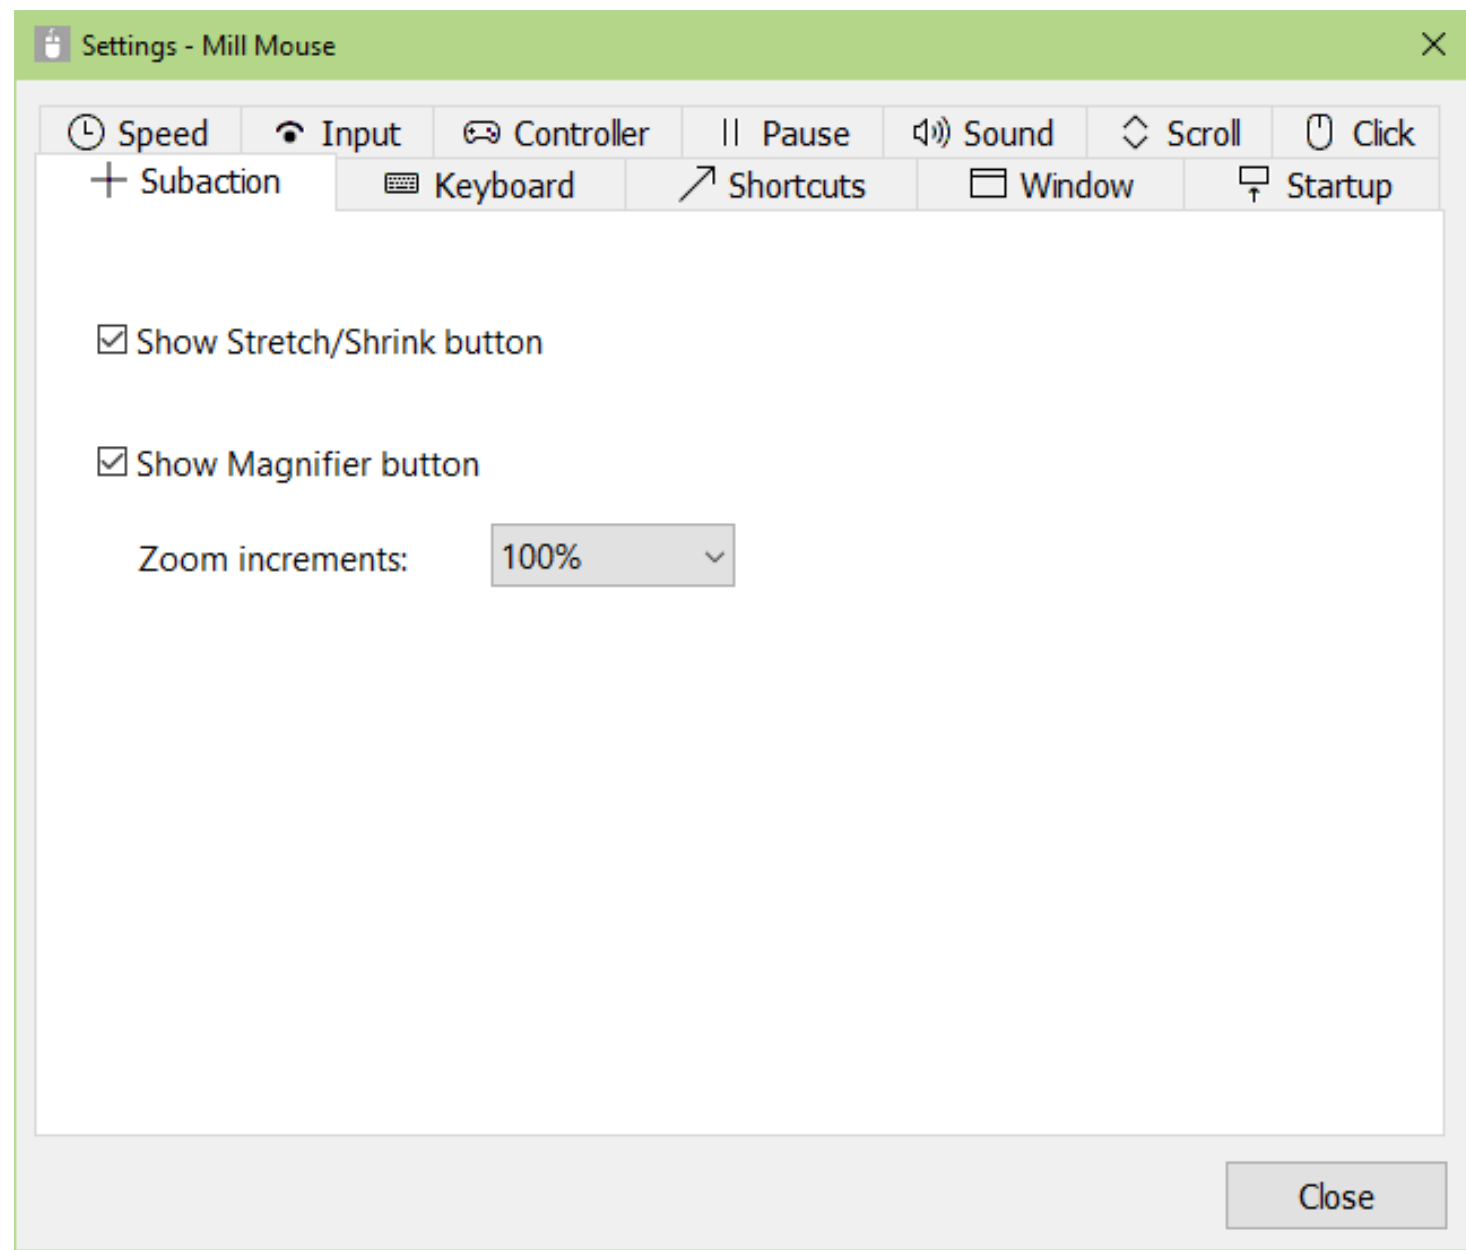 Settings - Mill Mouse
Speed Input Controller Pause Sound Scroll Click
Subaction Keyboard Shortcuts Window Startup
Show Stretch/Shrink button
Show Magnifier button
Zoom increments: 100%
Close